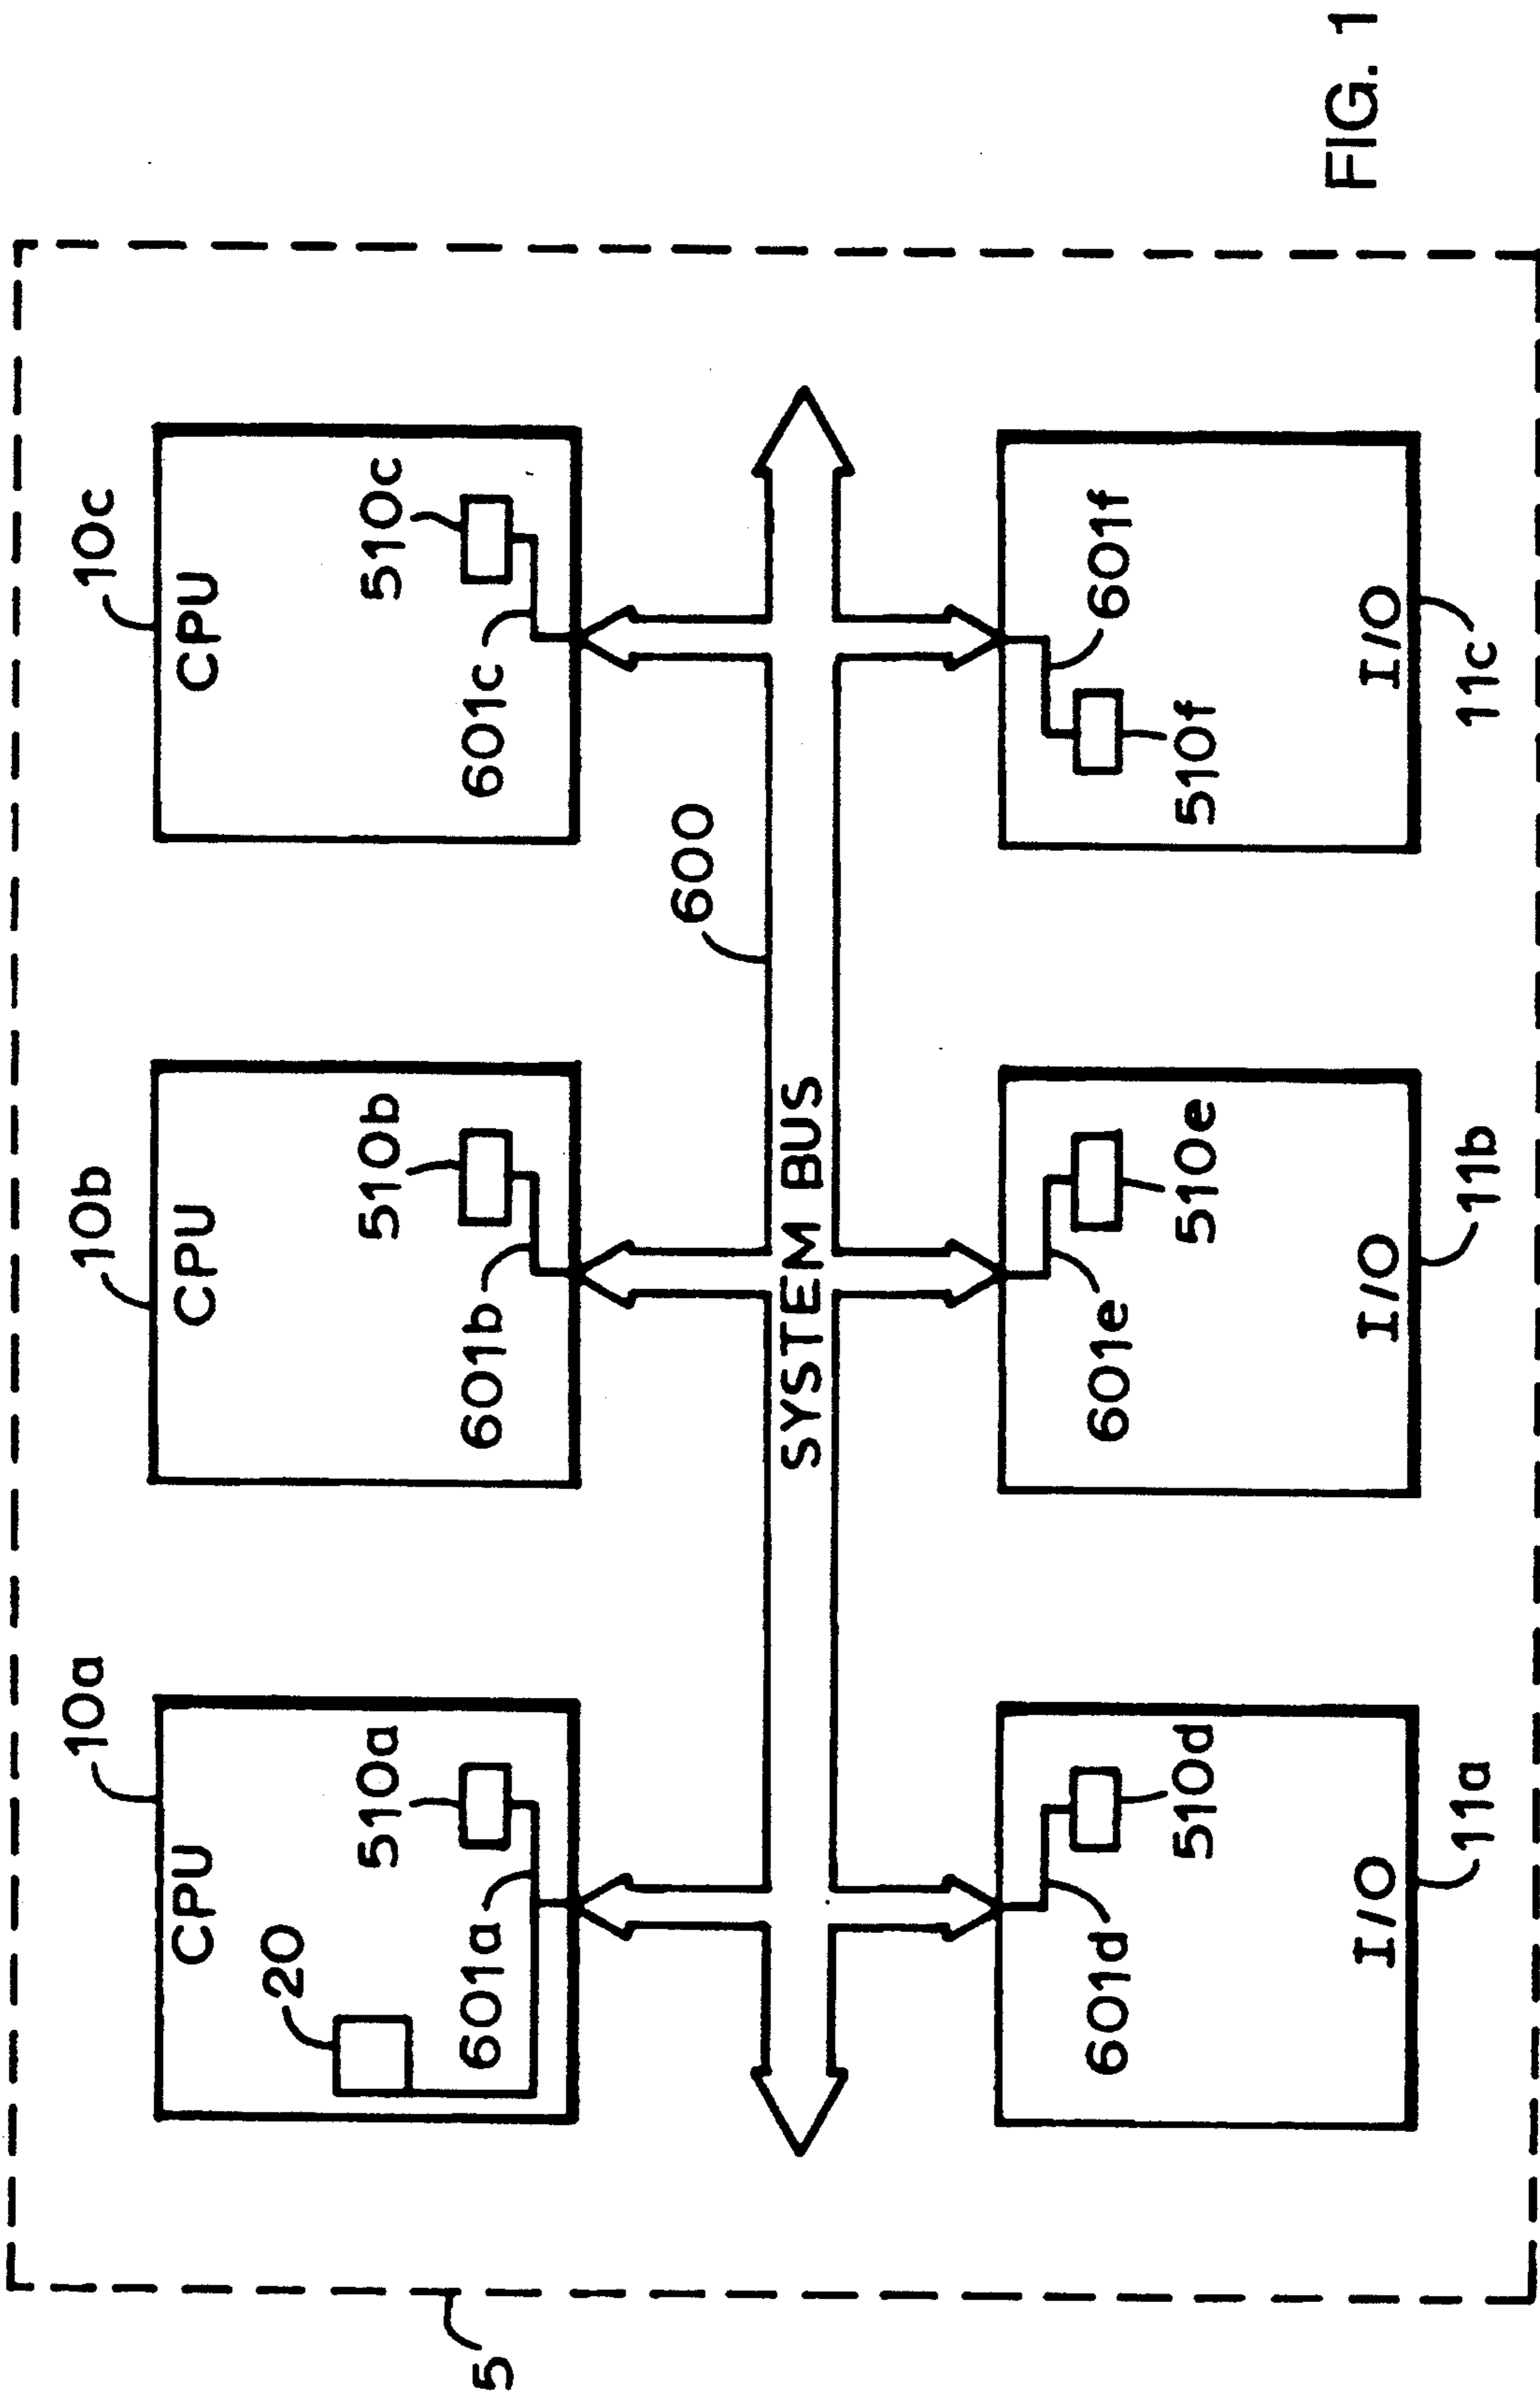 10a
10b
10c
CPU
CPU
CPU
20
510a
510b
510c
601a
601b
601c
600
SYSTEM BUS
601d
510d
601e
510e
510f
601f
I/O
I/O
I/O
11a
11b
11c
5
FIG. 1